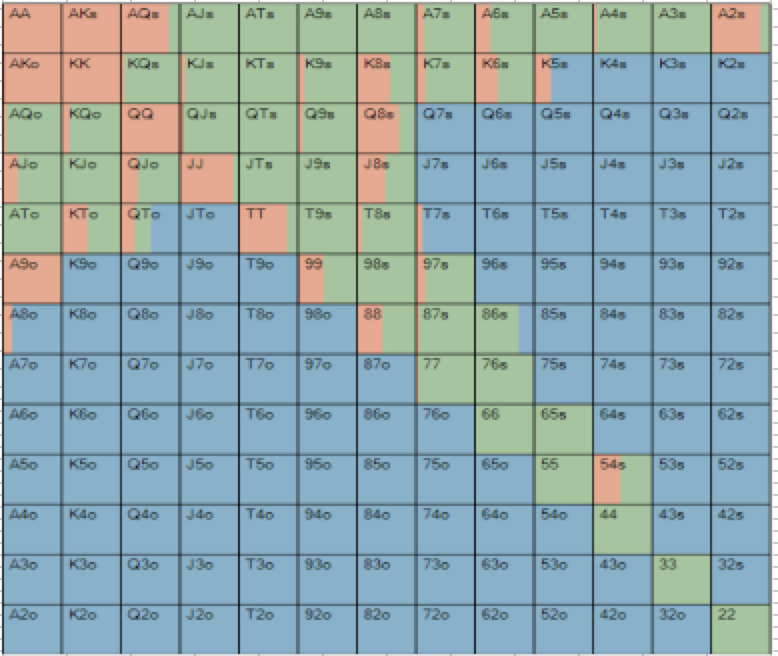 AA AKs AQs AJs ATs A9s A8s A7s A6s A5s A4s A3s A2s
AKo KK KQs KJs KTs K9s K8s K7s K6s K5s K4s K3s K2s
AQo KQo QQ QJs QTs Q9s Q8s Q7s Q6s Q5s Q4s Q3s Q2s
AJo KJo QJo JJ JTs J9s J8s J7s J6s J5s J4s J3s J2s
ATo KTo QTo JTo TT T9s T8s T7s T6s T5s T4s T3s T2s
A9o K9o Q9o J9o T9o 99 98s 97s 96s 95s 94s 93s 92s
A8o K8o Q8o J8o T8o 98o 88 87s 86s 85s 84s 83s 82s
A7o K7o Q7o J7o T7o 97o 87o 77 76s 75s 74s 73s 72s
A6o K6o Q6o J6o T6o 96o 86o 76o 66 65s 64s 63s 62s
A5o K5o Q5o J5o T5o 95o 85o 75o 65o 55 54s 53s 52s
A4o K4o Q4o J4o T4o 94o 84o 74o 64o 54o 44 43s 42s
A3o K3o Q3o J3o T3o 93o 83o 73o 63o 53o 43o 33 32s
A2o K2o Q2o J2o T2o 92o 82o 72o 62o 52o 42o 32o 22